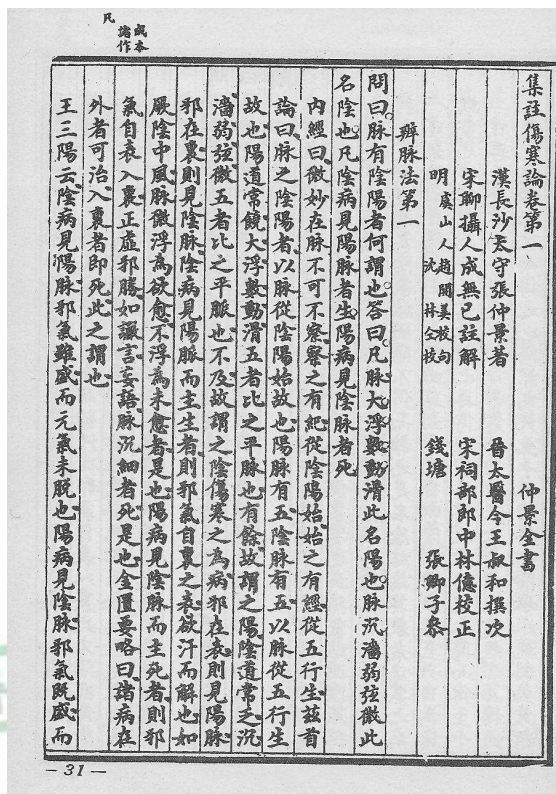 成本
諸作
凡
集註傷寒論卷第一 仲景全書
漢長沙太守張仲景著 晉太醫令王叔和撰次
宋聊攝人成無已註解 宋祠部郎中林億校正
明 虞山人趙開美校句 錢塘 張卿子參
沈 林仝校
辨脉法第一
問曰。脉有陰陽者。何謂也。答曰。凡脉大。浮。數。動滑。此名陽也。脉沉濇弱弦微。此
名陰也。凡陰病見陽脉者生。陽病見陰脉者死
內經曰。微妙在脉。不可不察。察之有紀。從陰陽始。始之有經。從五行生。茲首
論曰。脉之陰陽者。以脉從陰陽始故也。陽脉有五。陰脉有五。以脉從五行生
故也。陽道常饒。大浮數動滑五者。比之平脉也有餘。故謂之陽。陰道常乏。沉
濇弱弦微五者。比之平脈也不及。故謂之陰。傷寒之為病。邪在表。則見陽脉。
邪在裏。則見陰脉。陰病見陽脈而主生者。則邪氣自裏之表。欲汗而解也。如
厥陰中風。脉微浮為欲愈。不浮為未愈者是也。陽病見陰脉而主死者。則邪
氣自表入裏。正虛邪勝。如讝言妄語。脉沉細者死是也。金匱要略曰。諸病在
外者可治。入裏者即死。此之謂也
王三陽云。陰病見陽脉。邪氣雖盛。而元氣未脱也。陽病見陰脉。邪氣既盛。而
— 31 —